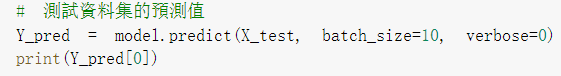 # 測試資料集的預測值
Y_pred = model.predict(X_test, batch_size=10, verbose=0)
print(Y_pred[0])